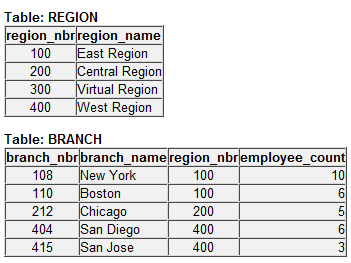 Table: REGION
region_nbr region_name
100 East Region
200 Central Region
300 Virtual Region
400 West Region
Table: BRANCH
branch_nbr branch_name region_nbr employee_count
108 New York 100 10
110 Boston 100 6
212 Chicago 200 5
404 San Diego 400 6
415 San Jose 400 3